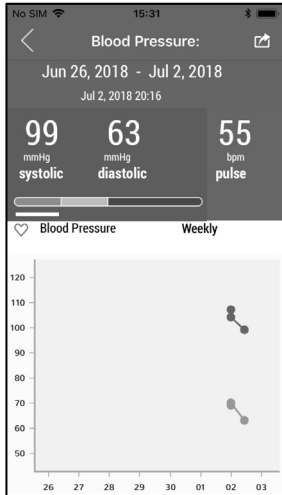 No SIM 15:31
Blood Pressure:
Jun 26, 2018 - Jul 2, 2018
Jul 2, 2018 20:16
99 63 55
mmHg mmHg bpm
systolic diastolic pulse
Blood Pressure Weekly
120
110
100
90
80
70
60
50
26 27 28 29 30 01 02 03